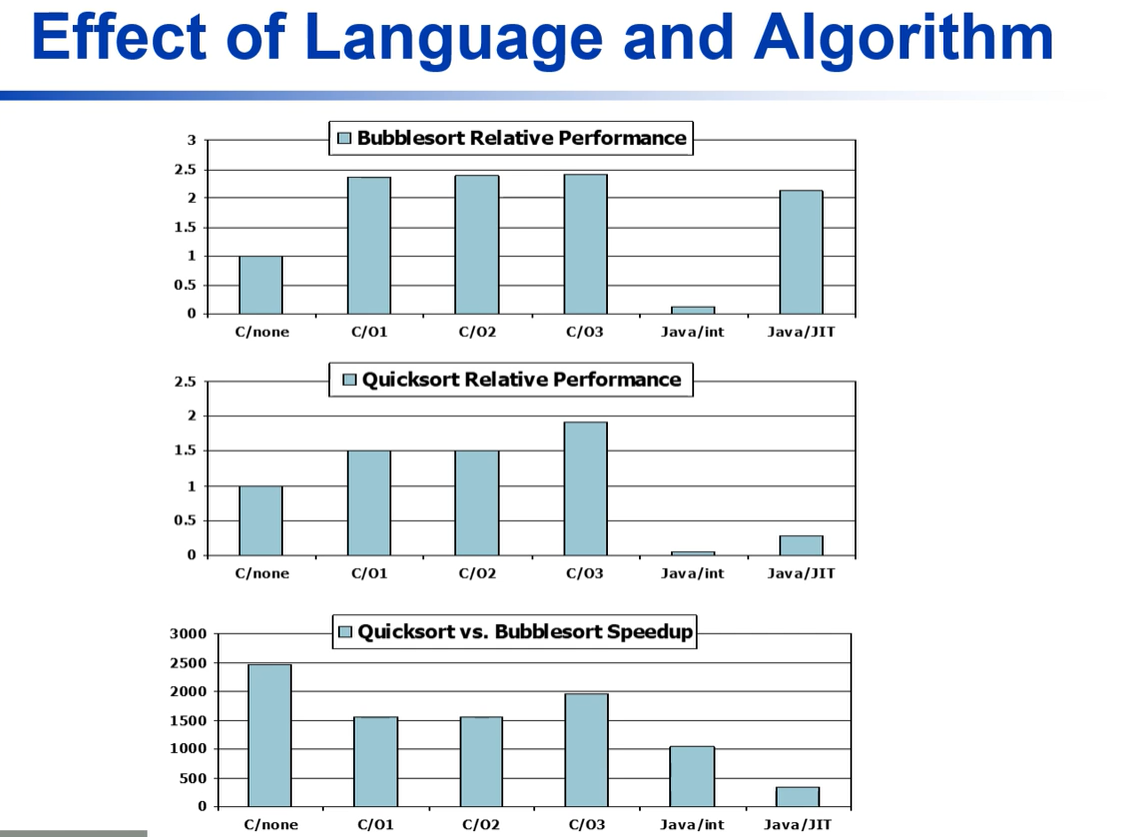 Effect of Language and Algorithm
Bubblesort Relative Performance
3
2.5
2
1.5
1
0.5
0
C/none C/O1 C/O2 C/O3 Java/int Java/JIT
Quicksort Relative Performance
2.5
2
1.5
1
0.5
0
C/none C/O1 C/O2 C/O3 Java/int Java/JIT
Quicksort vs. Bubblesort Speedup
3000
2500
2000
1500
1000
500
0
C/none C/O1 C/O2 C/O3 Java/int Java/JIT